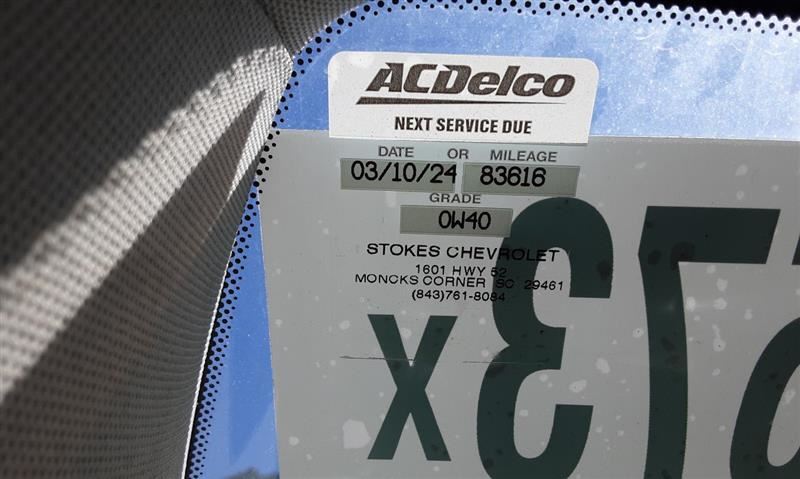 ACDelco
NEXT SERVICE DUE
DATE OR MILEAGE
03/10/24 83616
GRADE
0W40
STOKES CHEVROLET
1601 HWY 52
MONCKS CORNER SC 29461
(843)761-8084